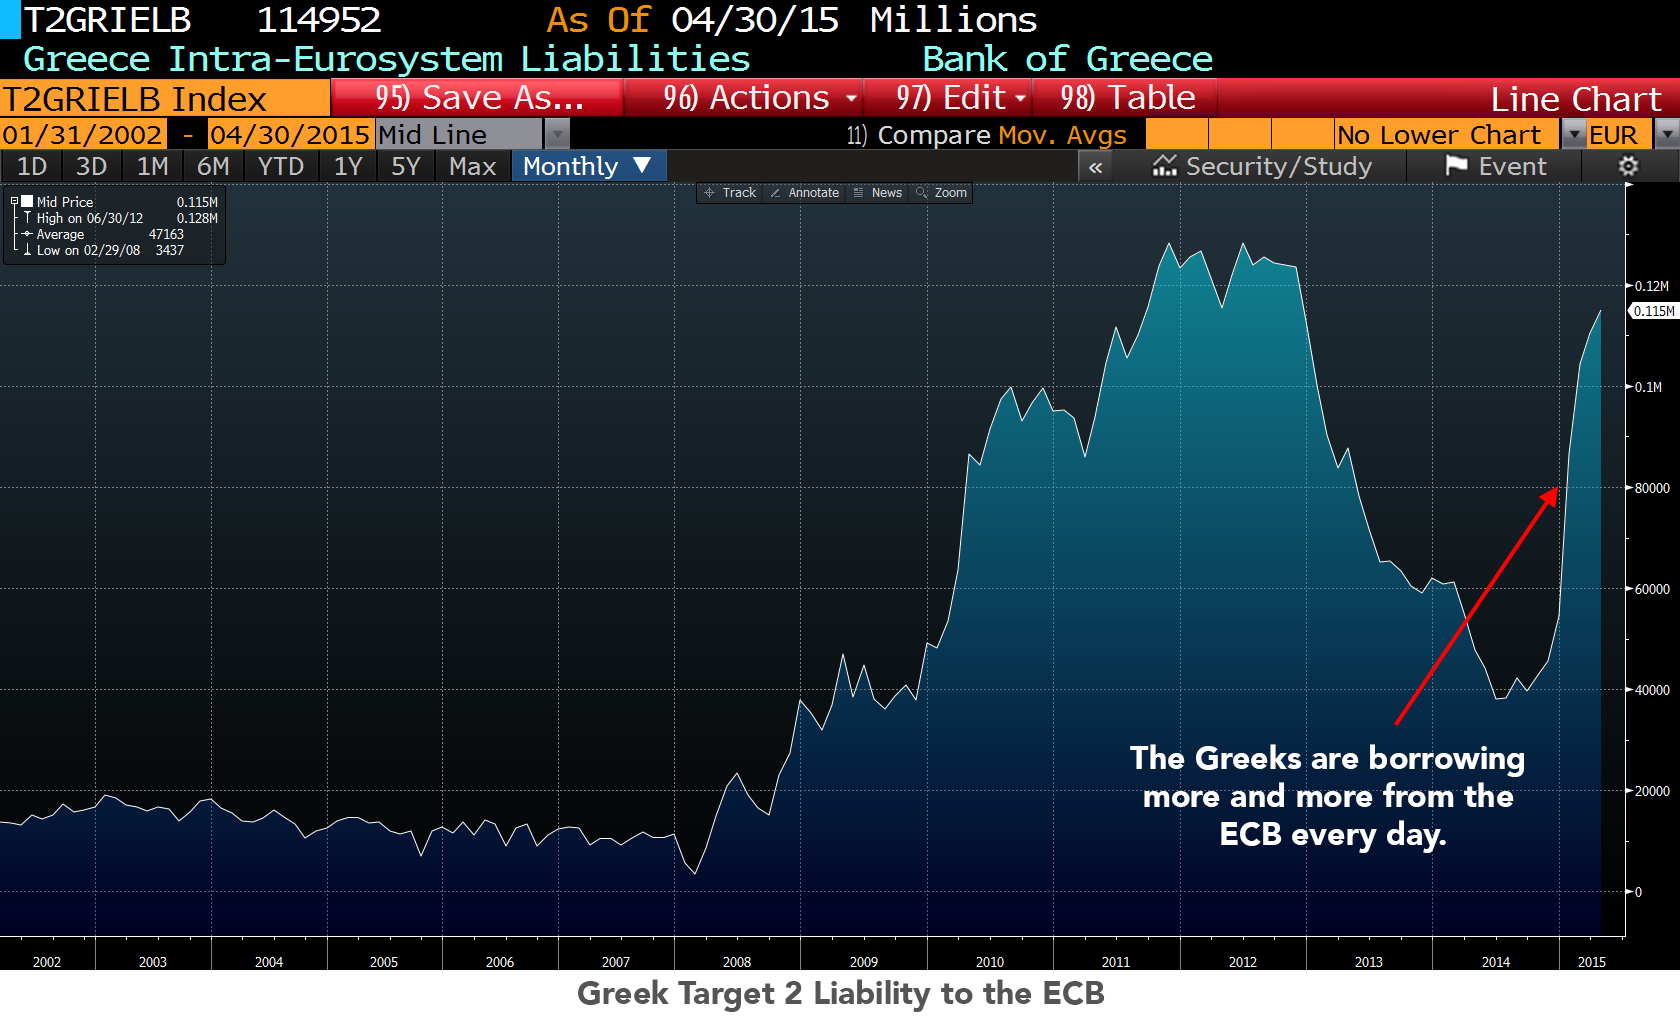 T2GRIELB 114952 As Of 04/30/15 Millions
Greece Intra-Eurosystem Liabilities Bank of Greece
T2GRIELB Index 95) Save As... 96) Actions 97) Edit 98) Table Line Chart
01/31/2002 - 04/30/2015 Mid Line 11) Compare Mov. Avgs No Lower Chart EUR
1D 3D 1M 6M YTD 1Y 5Y Max Monthly ▼ « Security/Study Event
Track Annotate News Zoom
Mid Price 0.115M
High on 06/30/12 0.128M
Average 47163
Low on 02/29/08 3437
0.12M
0.115M
0.1M
80000
60000
40000
20000
0
The Greeks are borrowing
more and more from the
ECB every day.
2002 2003 2004 2005 2006 2007 2008 2009 2010 2011 2012 2013 2014 2015
Greek Target 2 Liability to the ECB